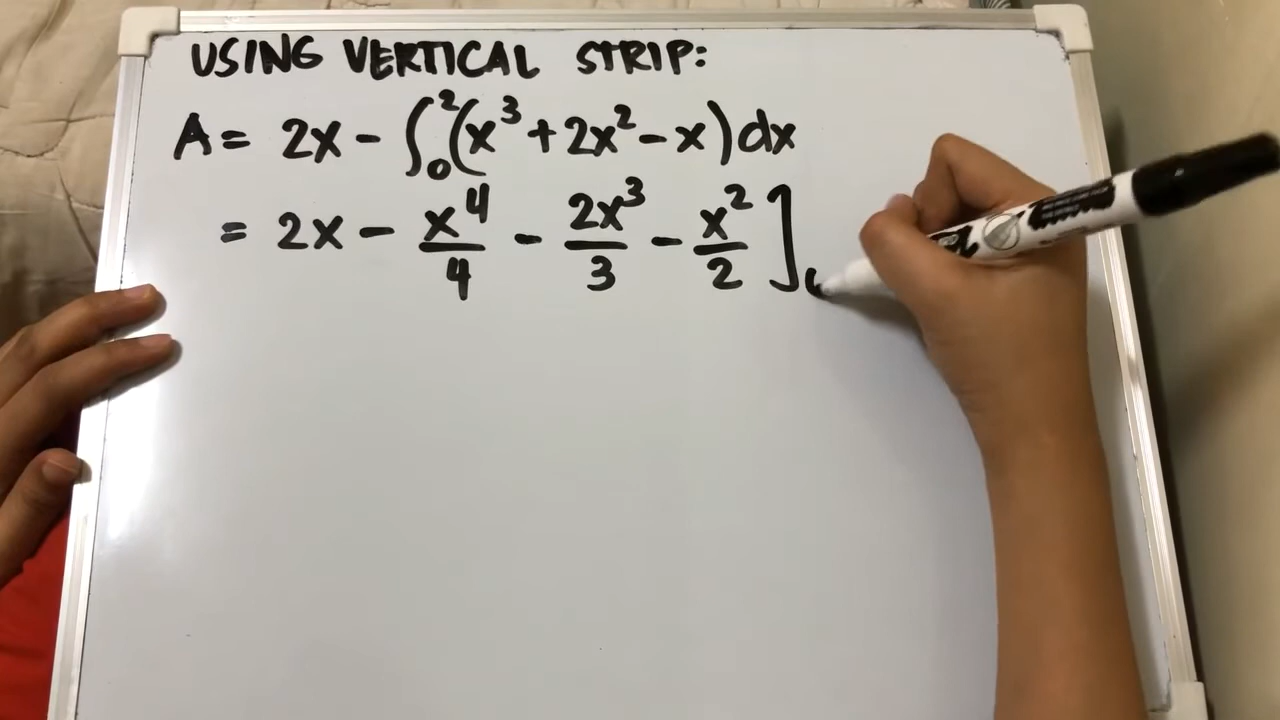 USING VERTICAL STRIP:
A = 2x - ∫₀² (x³ + 2x² - x) dx
= 2x - x⁴/4 - 2x³/3 - x²/2 ]